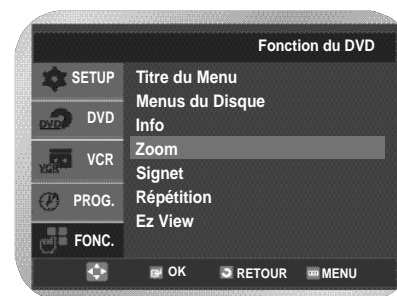 Fonction du DVD
SETUP
DVD
VCR
PROG.
FONC.
Titre du Menu
Menus du Disque
Info
Zoom
Signet
Répétition
Ez View
OK RETOUR MENU